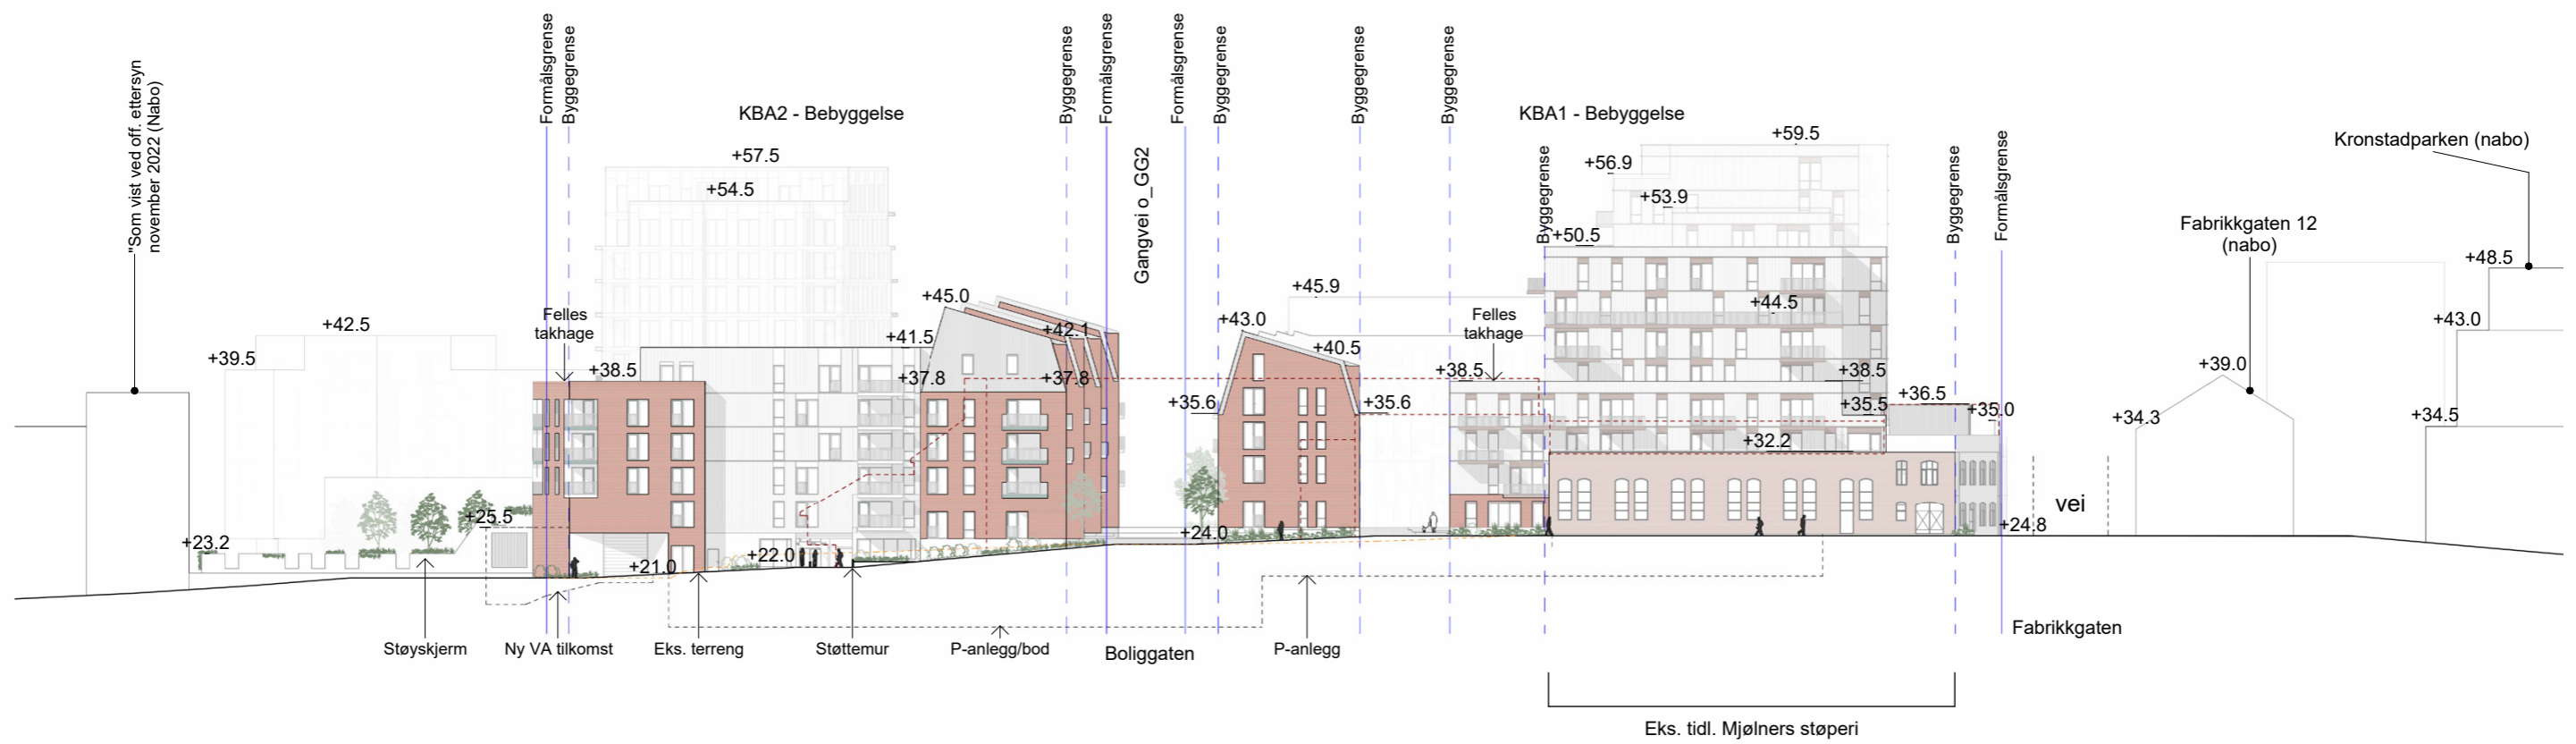 "Som vist ved off. ettersyn
november 2022 (Nabo)
Formålsgrense
Byggegrense
KBA2 - Bebyggelse
Byggegrense
Formålsgrense
Gangvei o_GG2
Formålsgrense
Byggegrense
Byggegrense
Byggegrense
KBA1 - Bebyggelse
Byggegrense
Byggegrense
Formålsgrense
Kronstadparken (nabo)
Fabrikkgaten 12
(nabo)
+57.5
+54.5
+59.5
+56.9
+53.9
+50.5
+48.5
+45.0
+45.9
+44.5
+42.5
+43.0
+43.0
+42.1
+41.5
+40.5
Felles
takhage
Felles
takhage
+39.5
+38.5
+37.8
+37.8
+38.5
+38.5
+39.0
+35.6
+35.6
+35.5
+36.5
+35.0
+34.3
+34.5
+32.2
+25.5
+23.2
+21.0
+22.0
+24.0
+24.8
vei
Støyskjerm
Ny VA tilkomst
Eks. terreng
Støttemur
P-anlegg/bod
Boliggaten
P-anlegg
Fabrikkgaten
Eks. tidl. Mjølners støperi